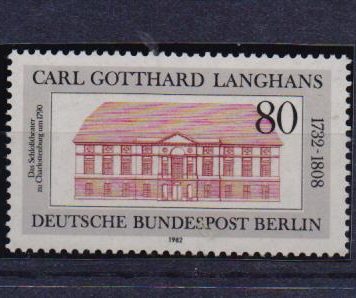 CARL GOTTHARD LANGHANS
80
1732-1808
Das Schloßtheater
zu Charlottenburg um 1790
DEUTSCHE BUNDESPOST BERLIN
1982